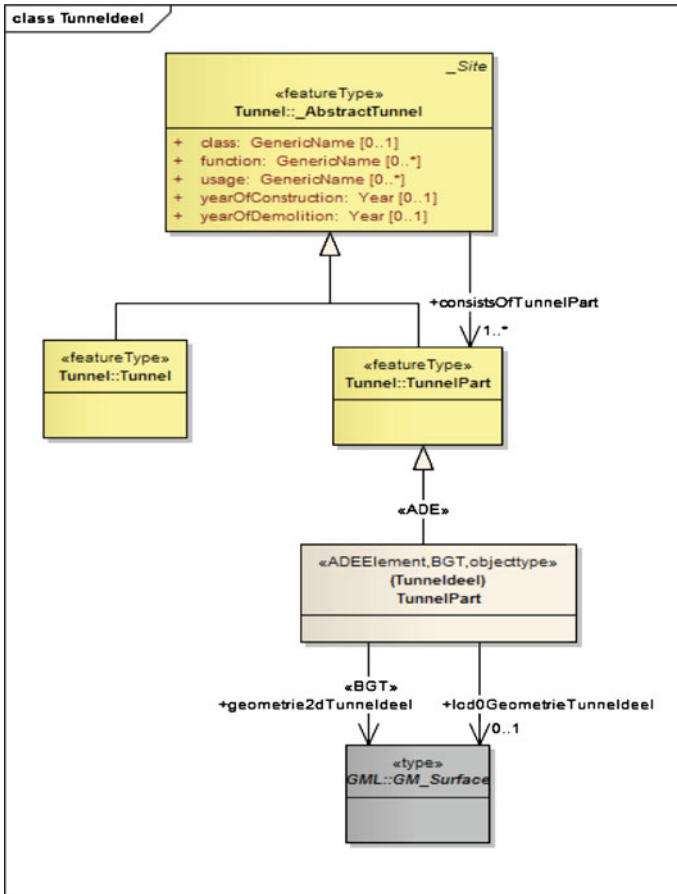 class Tunneldeel
_Site
«featureType»
Tunnel::_AbstractTunnel
+ class: GenericName [0..1]
+ function: GenericName [0..*]
+ usage: GenericName [0..*]
+ yearOfConstruction: Year [0..1]
+ yearOfDemolition: Year [0..1]
+consistsOfTunnelPart
1..*
«featureType»
Tunnel::Tunnel
«featureType»
Tunnel::TunnelPart
«ADE»
«ADEElement,BGT,objecttype»
(Tunneldeel)
TunnelPart
«BGT»
+geometrie2dTunneldeel
+lod0GeometrieTunneldeel
0..1
«type»
GML::GM_Surface